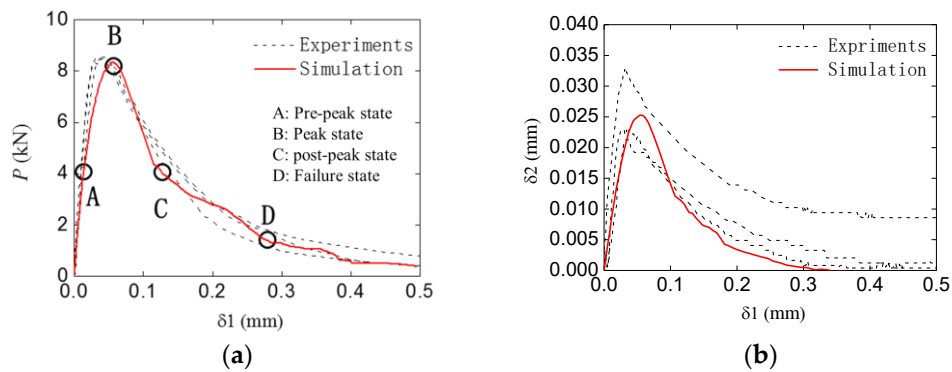 10
8
6
4
2
0
P (kN)
0.0 0.1 0.2 0.3 0.4 0.5
δ1 (mm)
A
B
C
D
Experiments
Simulation
A: Pre-peak state
B: Peak state
C: post-peak state
D: Failure state
(a)
0.040
0.035
0.030
0.025
0.020
0.015
0.010
0.005
0.000
δ2 (mm)
0.0 0.1 0.2 0.3 0.4 0.5
δ1 (mm)
Expriments
Simulation
(b)